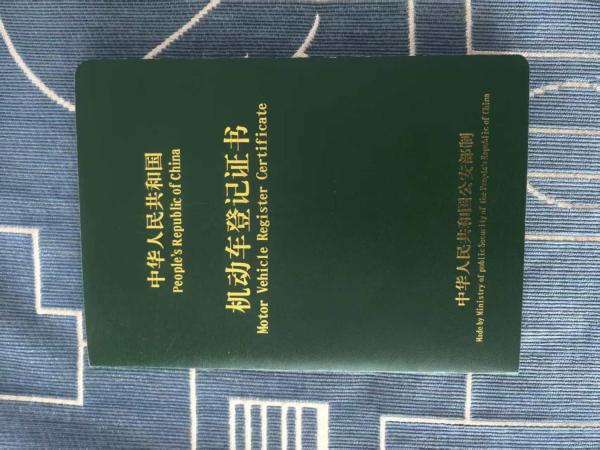 中华人民共和国
People's Republic of China
机动车登记证书
Motor Vehicle Register Certificate
中华人民共和国公安部制
Made by Ministry of public Security of the People's Republic of China